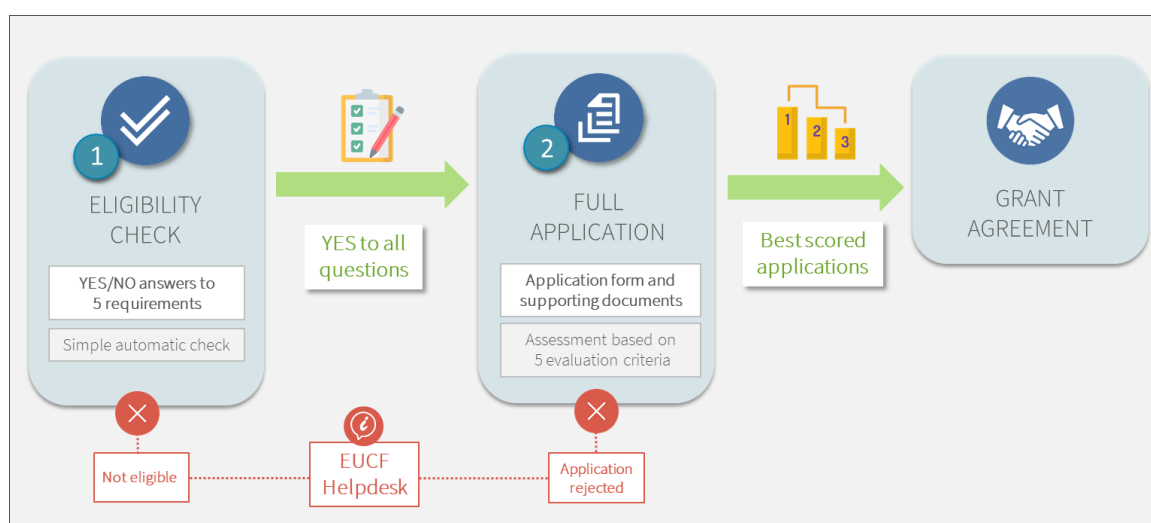 1
ELIGIBILITY
CHECK
YES/NO answers to
5 requirements
Simple automatic check
YES to all
questions
2
FULL
APPLICATION
Application form and
supporting documents
Assessment based on
5 evaluation criteria
1
2
3
Best scored
applications
GRANT
AGREEMENT
Not eligible
i
EUCF
Helpdesk
Application
rejected